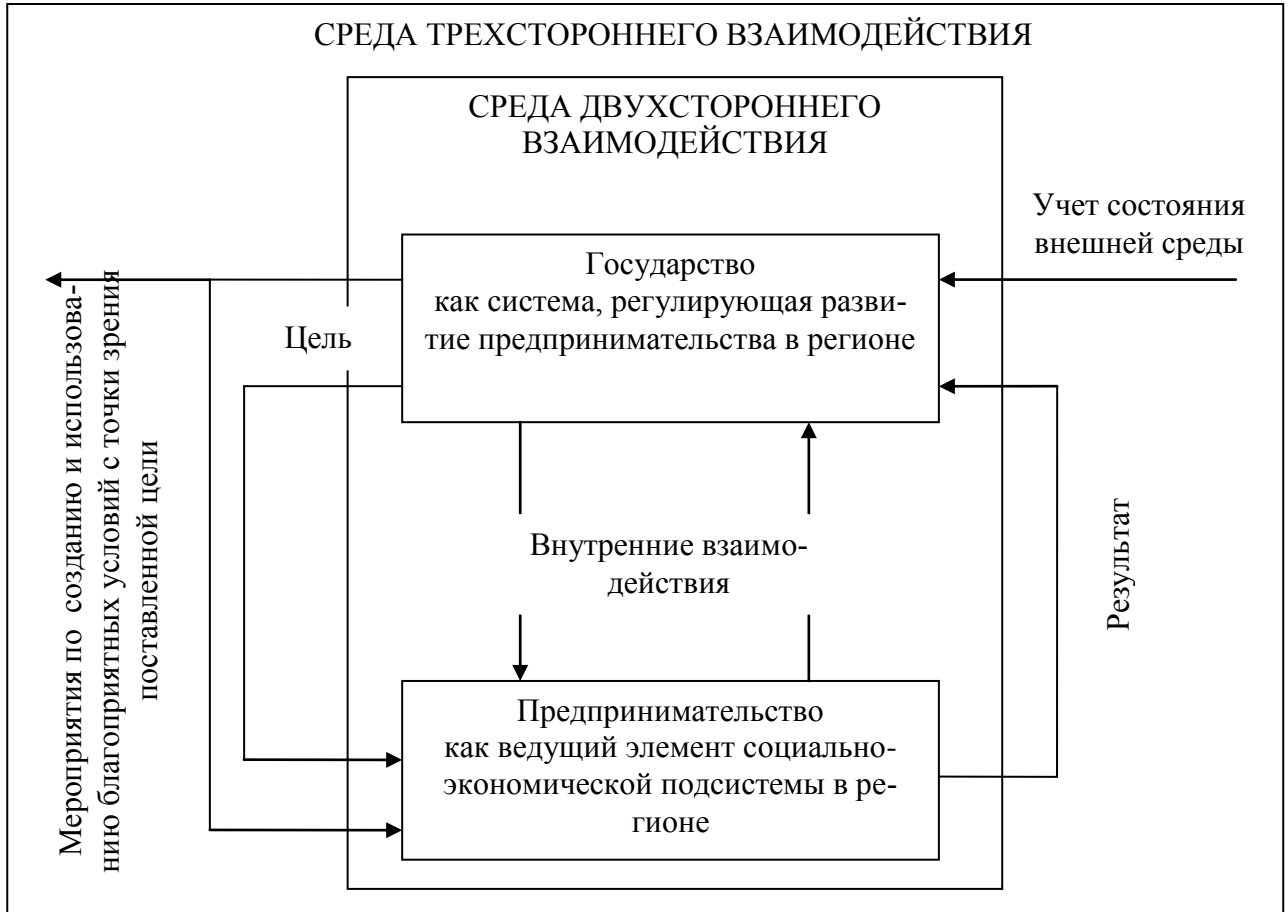 СРЕДА ТРЕХСТОРОННЕГО ВЗАИМОДЕЙСТВИЯ
СРЕДА ДВУХСТОРОННЕГО
ВЗАИМОДЕЙСТВИЯ
Учет состояния
внешней среды
Государство
как система, регулирующая разви-
тие предпринимательства в регионе
Цель
Мероприятия по созданию и использова-
нию благоприятных условий с точки зрения
поставленной цели
Внутренние взаимо-
действия
Результат
Предпринимательство
как ведущий элемент социально-
экономической подсистемы в ре-
гионе